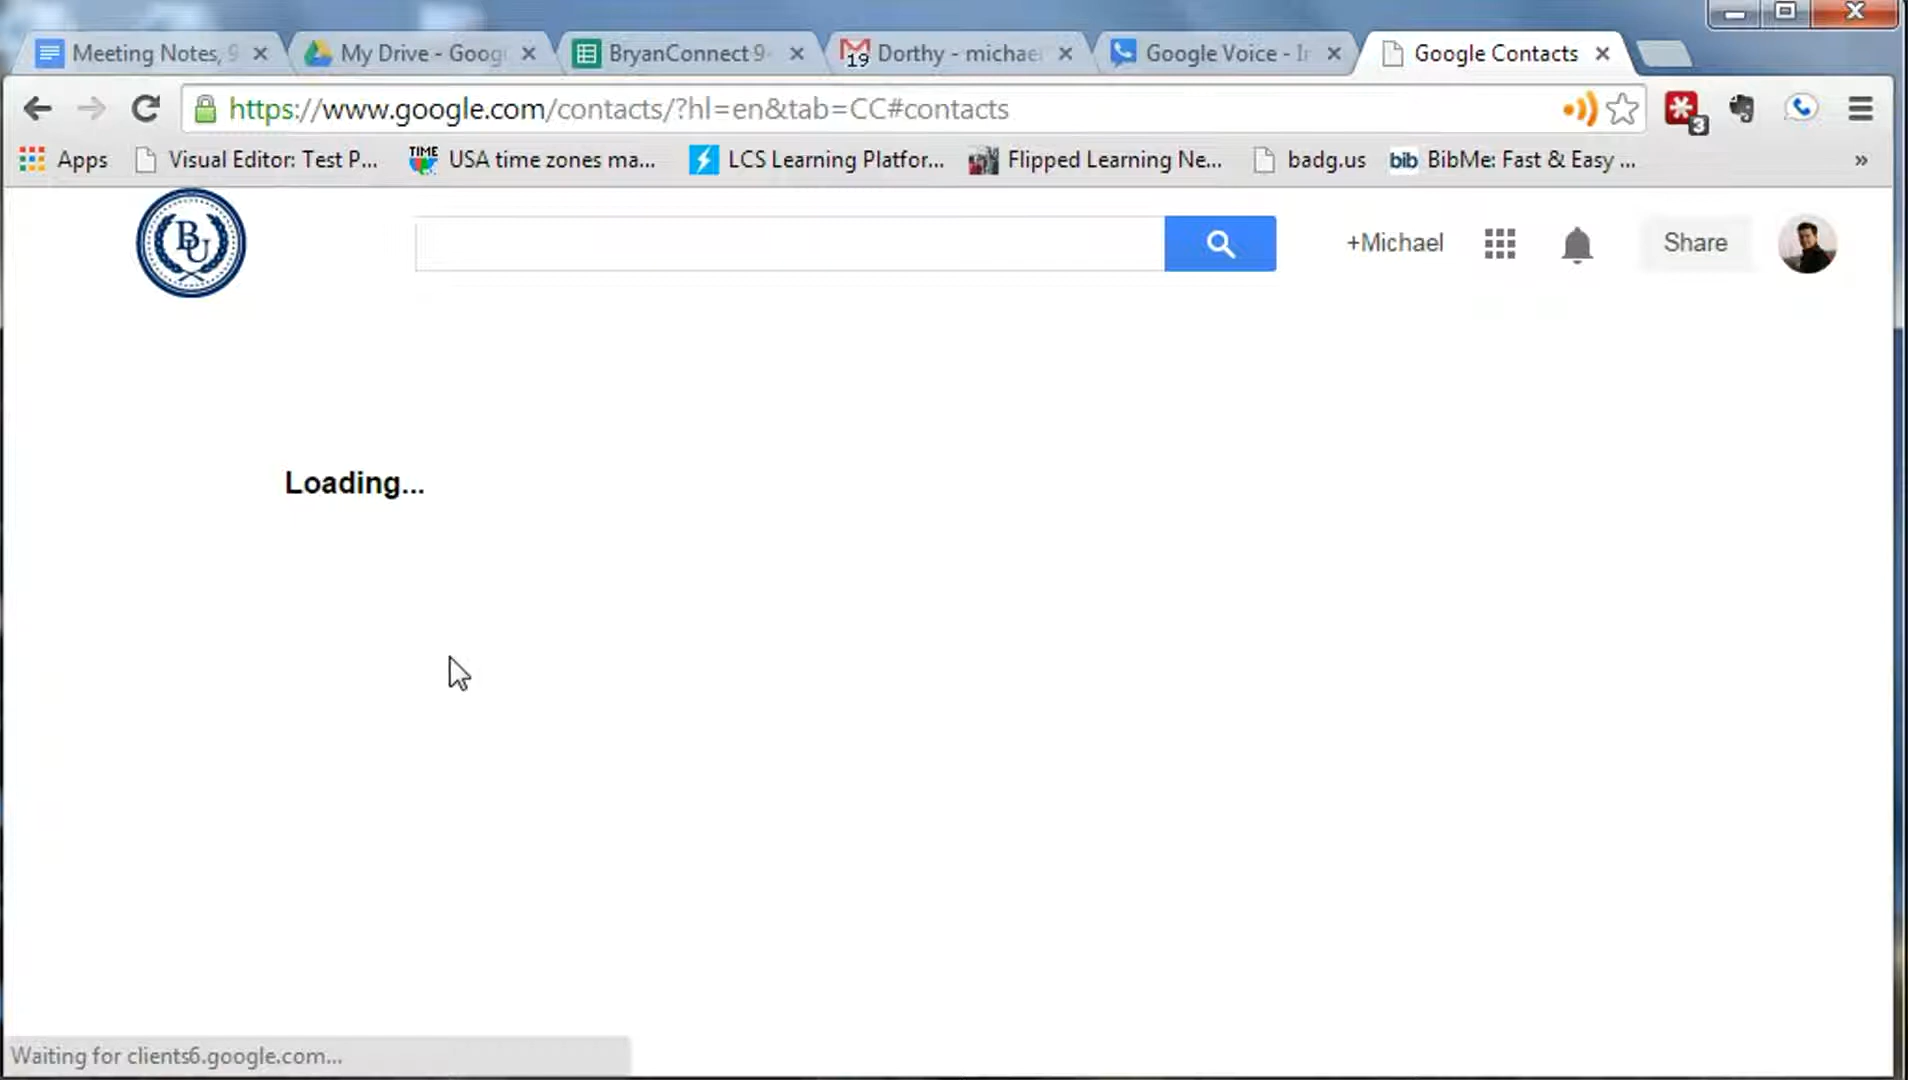 Meeting Notes, 9
My Drive - Goog
BryanConnect 9-
19
Dorthy - michae
Google Voice - I
Google Contacts
https://www.google.com/contacts/?hl=en&tab=CC#contacts
3
Apps
Visual Editor: Test P...
TIME
USA time zones ma...
LCS Learning Platfor...
Flipped Learning Ne...
badg.us
bib
BibMe: Fast & Easy ...
»
BU
+Michael
Share
Loading...
Waiting for clients6.google.com...